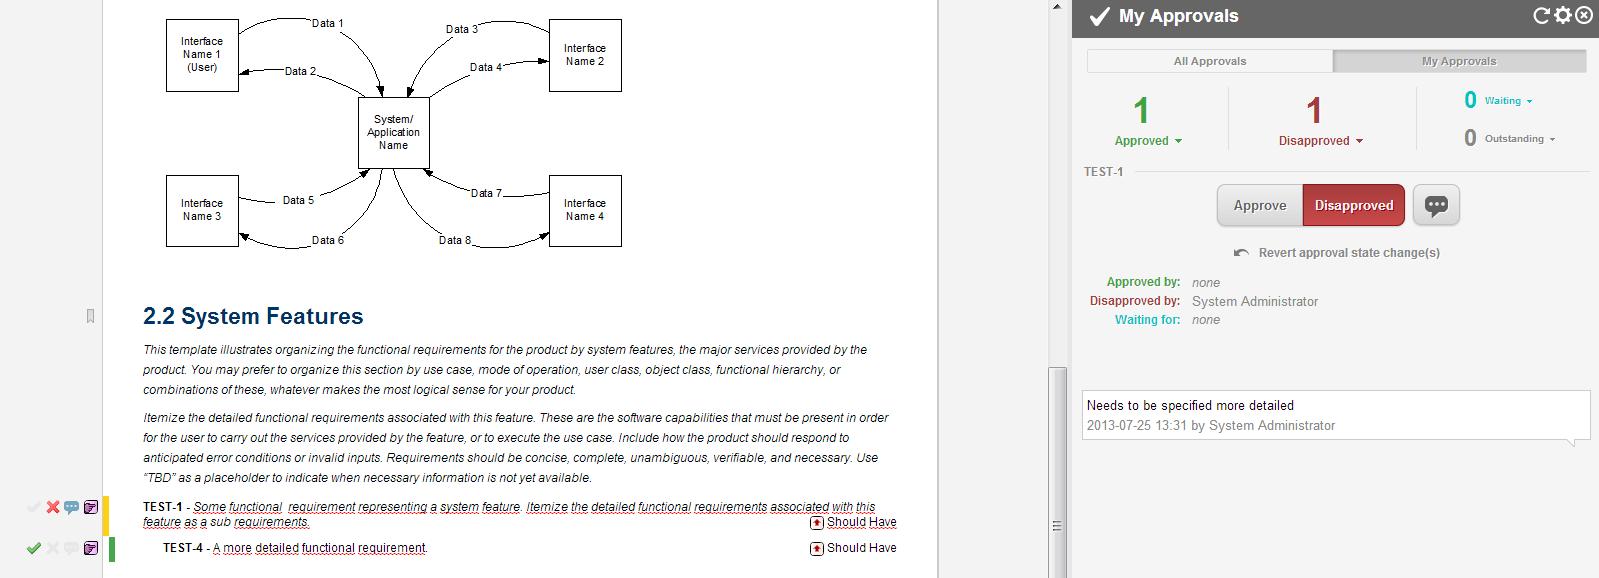 Data 1
Data 3
Interface
Name 1
(User)
Interface
Name 2
Data 2
Data 4
System/
Application
Name
Interface
Name 3
Data 5
Data 7
Interface
Name 4
Data 6
Data 8
2.2 System Features
This template illustrates organizing the functional requirements for the product by system features, the major services provided by the
product. You may prefer to organize this section by use case, mode of operation, user class, object class, functional hierarchy, or
combinations of these, whatever makes the most logical sense for your product.
Itemize the detailed functional requirements associated with this feature. These are the software capabilities that must be present in order
for the user to carry out the services provided by the feature, or to execute the use case. Include how the product should respond to
anticipated error conditions or invalid inputs. Requirements should be concise, complete, unambiguous, verifiable, and necessary. Use
“TBD” as a placeholder to indicate when necessary information is not yet available.
TEST-1 - Some functional requirement representing a system feature. Itemize the detailed functional requirements associated with this
feature as a sub requirements.
Should Have
TEST-4 - A more detailed functional requirement.
Should Have
My Approvals
All Approvals
My Approvals
1
Approved
1
Disapproved
0 Waiting
0 Outstanding
TEST-1
Approve
Disapproved
Revert approval state change(s)
Approved by: none
Disapproved by: System Administrator
Waiting for: none
Needs to be specified more detailed
2013-07-25 13:31 by System Administrator